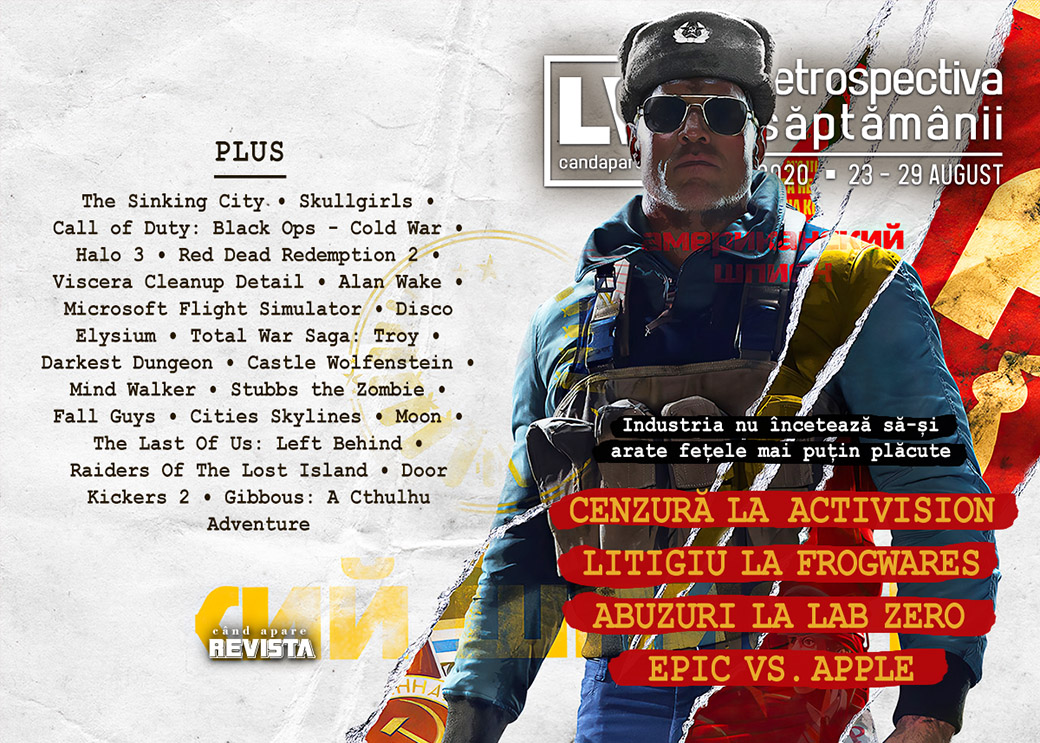 PLUS
The Sinking City • Skullgirls •
Call of Duty: Black Ops – Cold War •
Halo 3 • Red Dead Redemption 2 •
Viscera Cleanup Detail • Alan Wake •
Microsoft Flight Simulator • Disco
Elysium • Total War Saga: Troy •
Darkest Dungeon • Castle Wolfenstein •
Mind Walker • Stubbs the Zombie •
Fall Guys • Cities Skylines • Moon •
The Last Of Us: Left Behind •
Raiders Of The Lost Island • Door
Kickers 2 • Gibbous: A Cthulhu
Adventure
când apare
REVISTA
etrospectiva
săptămânii
candapar
2020 ▪ 23 – 29 AUGUST
американский
шпион
Industria nu încetează să-și
arate fețele mai puțin plăcute
CENZURĂ LA ACTIVISION
LITIGIU LA FROGWARES
ABUZURI LA LAB ZERO
EPIC VS. APPLE
СИЙ